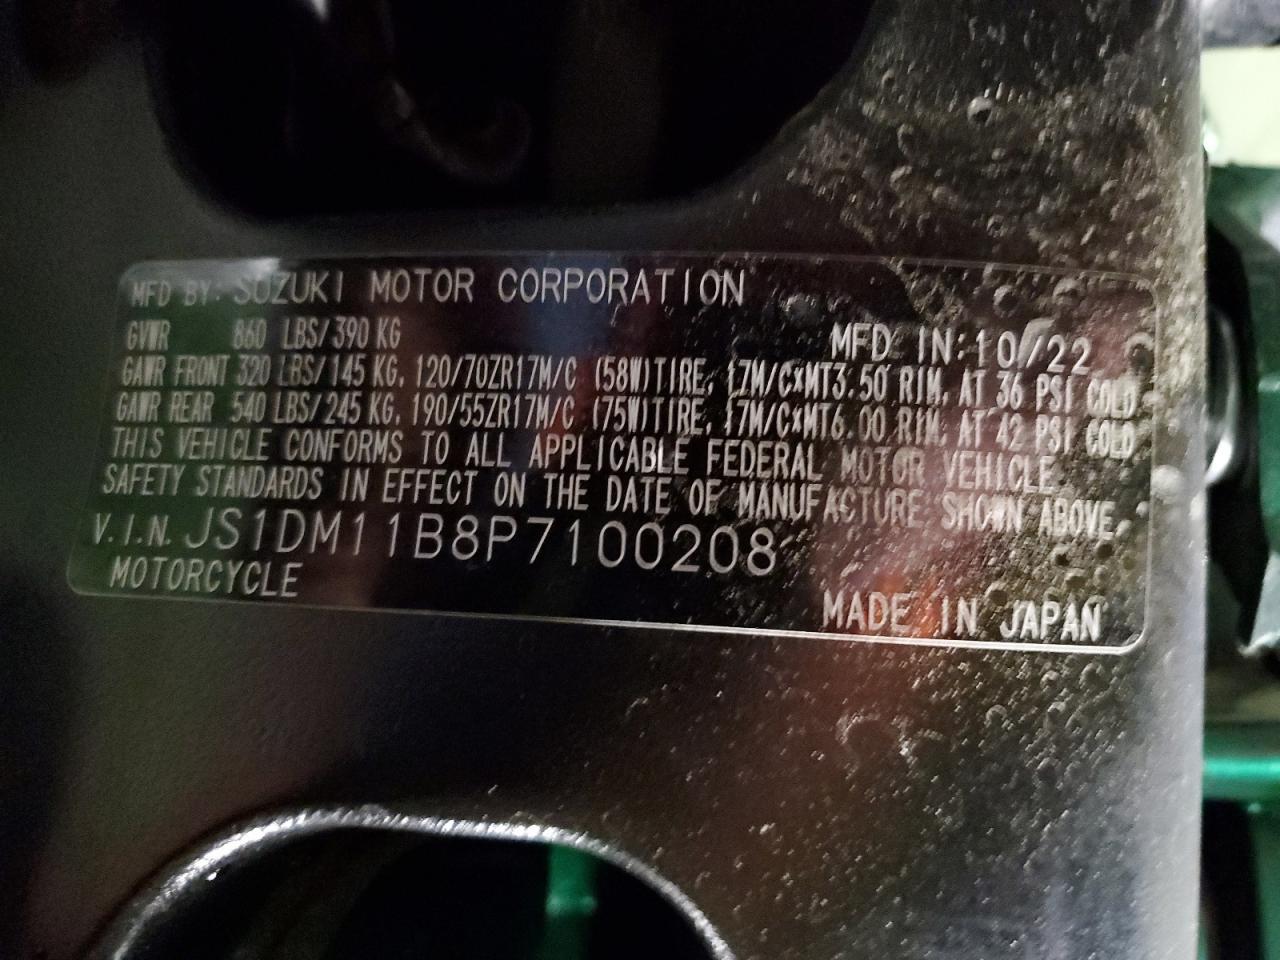 MFD BY: SUZUKI MOTOR CORPORATION
GVWR 860 LBS/390 KG MFD IN:10/22
GAWR FRONT 320 LBS/145 KG, 120/70ZR17M/C (58W)TIRE, 17M/C×MT3.50 RIM, AT 36 PSI COLD
GAWR REAR 540 LBS/245 KG, 190/55ZR17M/C (75W)TIRE, 17M/C×MT6.00 RIM, AT 42 PSI COLD
THIS VEHICLE CONFORMS TO ALL APPLICABLE FEDERAL MOTOR VEHICLE
SAFETY STANDARDS IN EFFECT ON THE DATE OF MANUFACTURE SHOWN ABOVE.
V.I.N. JS1DM11B8P7100208
MOTORCYCLE MADE IN JAPAN